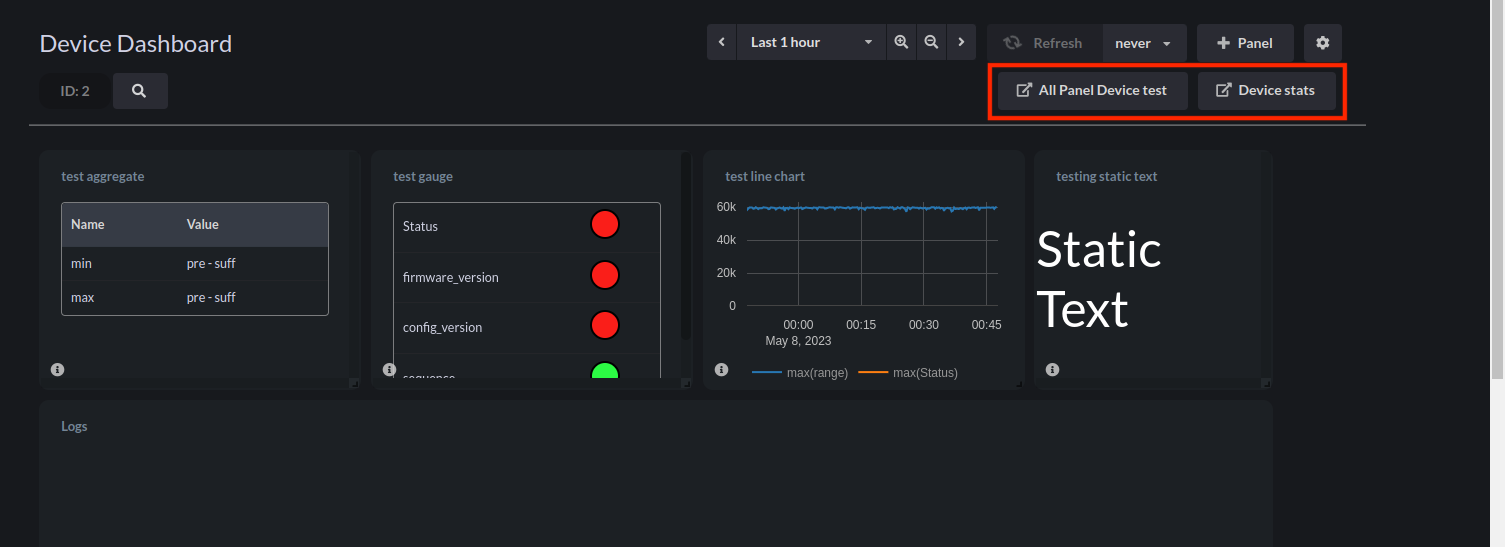 Device Dashboard
Last 1 hour
Refresh
never
Panel
ID: 2
All Panel Device test
Device stats
test aggregate
Name Value
min pre - suff
max pre - suff
test gauge
Status
firmware_version
config_version
sequence
test line chart
60k
40k
20k
0
00:00 00:15 00:30 00:45
May 8, 2023
max(range) max(Status)
testing static text
Static
Text
Logs